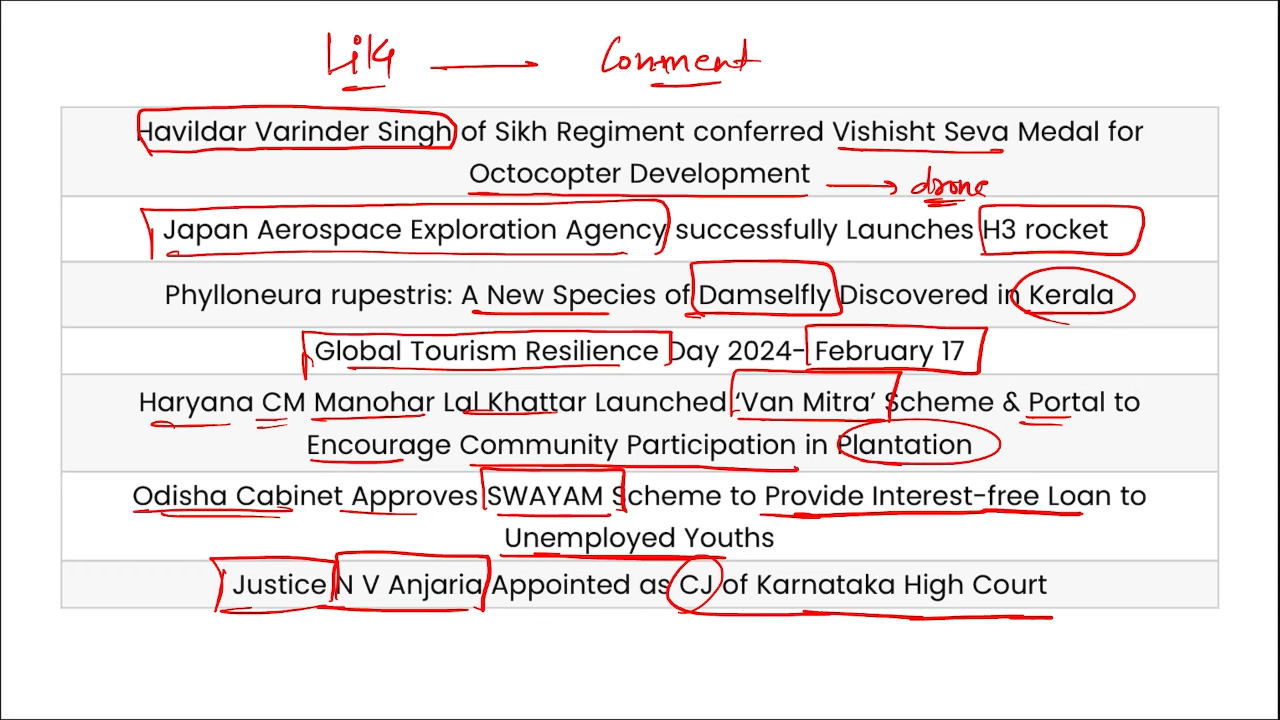 Like → Comment
Havildar Varinder Singh of Sikh Regiment conferred Vishisht Seva Medal for
Octocopter Development → drone
Japan Aerospace Exploration Agency successfully Launches H3 rocket
Phylloneura rupestris: A New Species of Damselfly Discovered in Kerala
Global Tourism Resilience Day 2024- February 17
Haryana CM Manohar Lal Khattar Launched ‘Van Mitra’ Scheme & Portal to
Encourage Community Participation in Plantation
Odisha Cabinet Approves SWAYAM Scheme to Provide Interest-free Loan to
Unemployed Youths
Justice N V Anjaria Appointed as CJ of Karnataka High Court